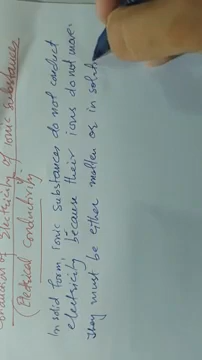 Conduction of Electricity of Ionic Substances
(Electrical Conductivity)
In solid form, ionic substances do not conduct
electricity because their ions do not move.
They must be either molten or in solut